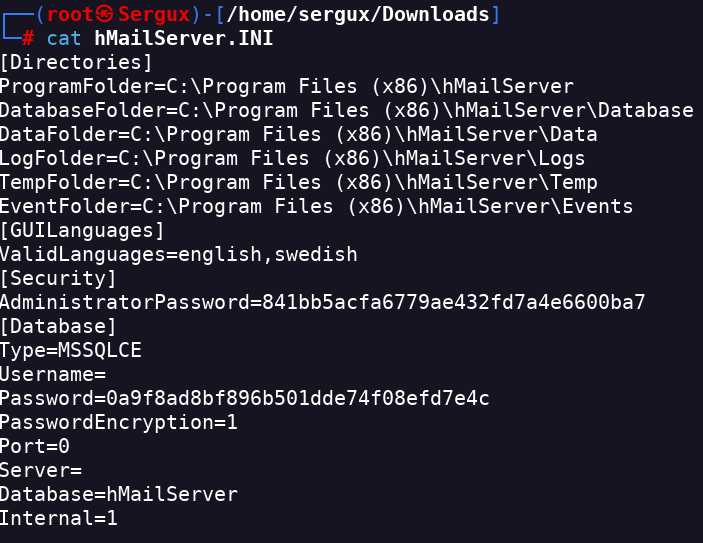 ┌──(root㉿Sergux)-[/home/sergux/Downloads]
└─# cat hMailServer.INI
[Directories]
ProgramFolder=C:\Program Files (x86)\hMailServer
DatabaseFolder=C:\Program Files (x86)\hMailServer\Database
DataFolder=C:\Program Files (x86)\hMailServer\Data
LogFolder=C:\Program Files (x86)\hMailServer\Logs
TempFolder=C:\Program Files (x86)\hMailServer\Temp
EventFolder=C:\Program Files (x86)\hMailServer\Events
[GUILanguages]
ValidLanguages=english,swedish
[Security]
AdministratorPassword=841bb5acfa6779ae432fd7a4e6600ba7
[Database]
Type=MSSQLCE
Username=
Password=0a9f8ad8bf896b501dde74f08efd7e4c
PasswordEncryption=1
Port=0
Server=
Database=hMailServer
Internal=1